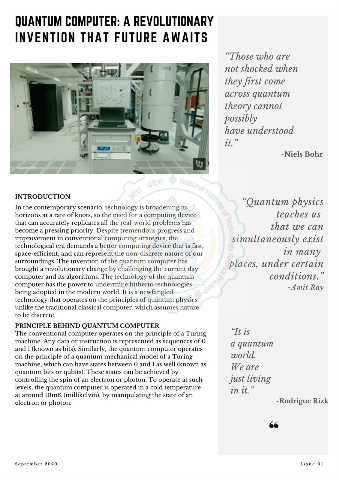 QUANTUM COMPUTER: A REVOLUTIONARY
INVENTION THAT FUTURE AWAITS
INTRODUCTION
In the contemporary scenario, technology is broadening its
horizons at a rate of knots, so the need for a computing device
that can accurately replicates all the real-world problems has
become a pressing priority. Despite tremendous progress and
improvement in conventional computing strategies, the
technological era demands a better computing device that is fast,
space-efficient, and can represent the non-discrete nature of our
surroundings. The invention of the quantum computer has
brought a revolutionary change by challenging the current day
computer and its algorithms. The technology of the quantum
computer has the power to undermine hitherto technologies
being adopted in the modern world. It is a newfangled
technology that operates on the principles of quantum physics
unlike the traditional classical computer, which assumes nature
to be discrete.
PRINCIPLE BEHIND QUANTUM COMPUTER
The conventional computer operates on the principle of a Turing
machine. Any data or instruction is represented as sequences of 0
and 1 (known as bits). Similarly, the quantum computer operates
on the principle of a quantum mechanical model of a Turing
machine, which can have states between 0 and 1 as well (known as
quantum bits or qubits). These states can be achieved by
controlling the spin of an electron or photon. To operate at such
levels, the quantum computer is operated in a cold temperature
at around 10mK (millikelvin), by manipulating the state of an
electron or photon.
"Those who are
not shocked when
they first come
across quantum
theory cannot
possibly
have understood
it."
-Niels Bohr
"Quantum physics
teaches us
that we can
simultaneously exist
in many
places, under certain
conditions."
-Amit Ray
"It is
a quantum
world.
We are
just living
in it."
-Rodrigue Rizk
September 2020